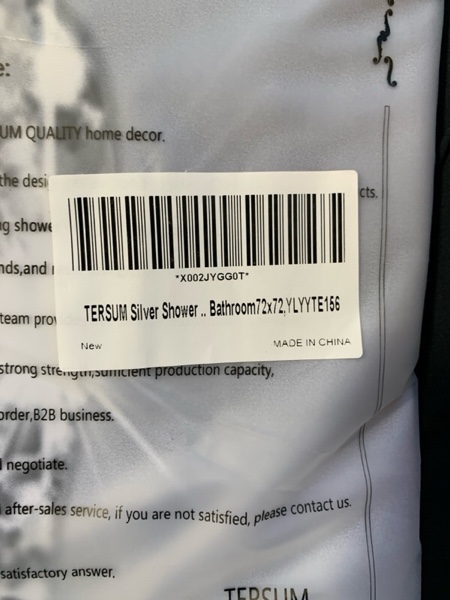 e:
UM QUALITY home decor.
the desi
cts.
ng showe
*X002JYGG0T*
nds,and
TERSUM Silver Shower .. Bathroom72x72,YLYYTE156
team prov
New
MADE IN CHINA
strong strength,sufficient production capacity,
order,B2B business.
negotiate.
after-sales service, if you are not satisfied, please contact us.
satisfactory answer.
TERSUM